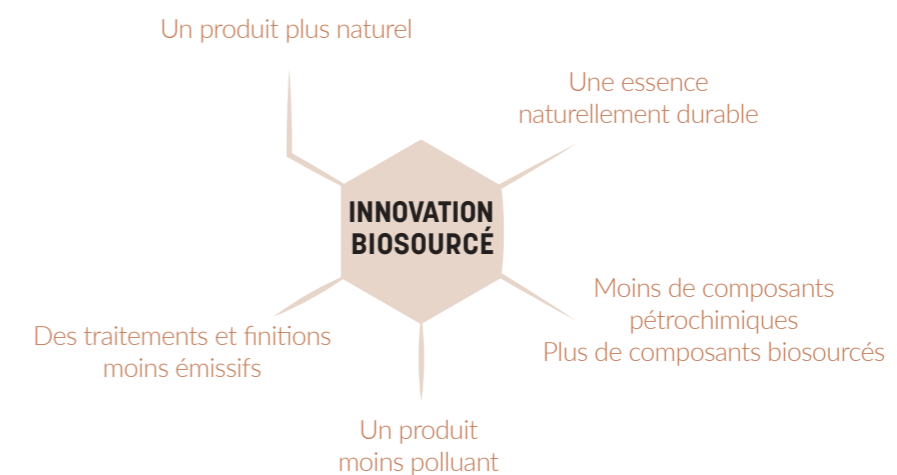 Un produit plus naturel
Une essence
naturellement durable
INNOVATION
BIOSOURCÉ
Moins de composants
pétrochimiques
Plus de composants biosourcés
Des traitements et finitions
moins émissifs
Un produit
moins polluant